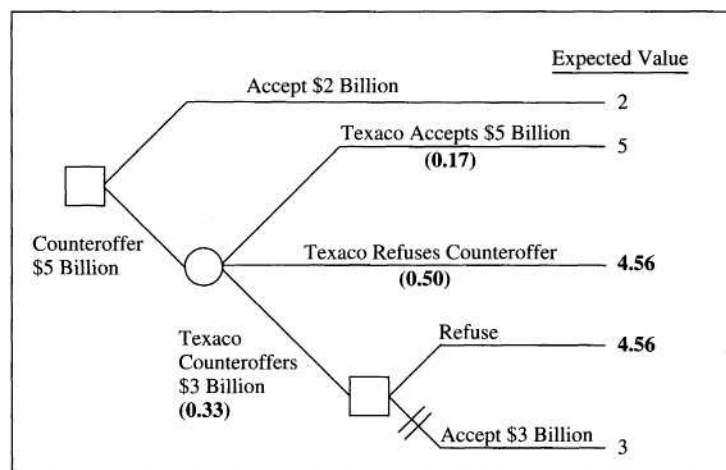 Expected Value
Accept $2 Billion
2
Texaco Accepts $5 Billion
5
(0.17)
Counteroffer
$5 Billion
Texaco Refuses Counteroffer
4.56
(0.50)
Texaco
Counteroffers
$3 Billion
(0.33)
Refuse
4.56
Accept $3 Billion
3